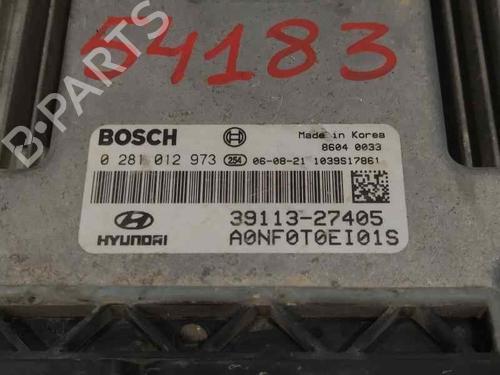 54183
B-PARTS
BOSCH
Made in Korea
8604 0033
0 281 012 973 254 06-08-21 1039S17861
39113-27405
HYUNDAI
A0NF0T0EI01S